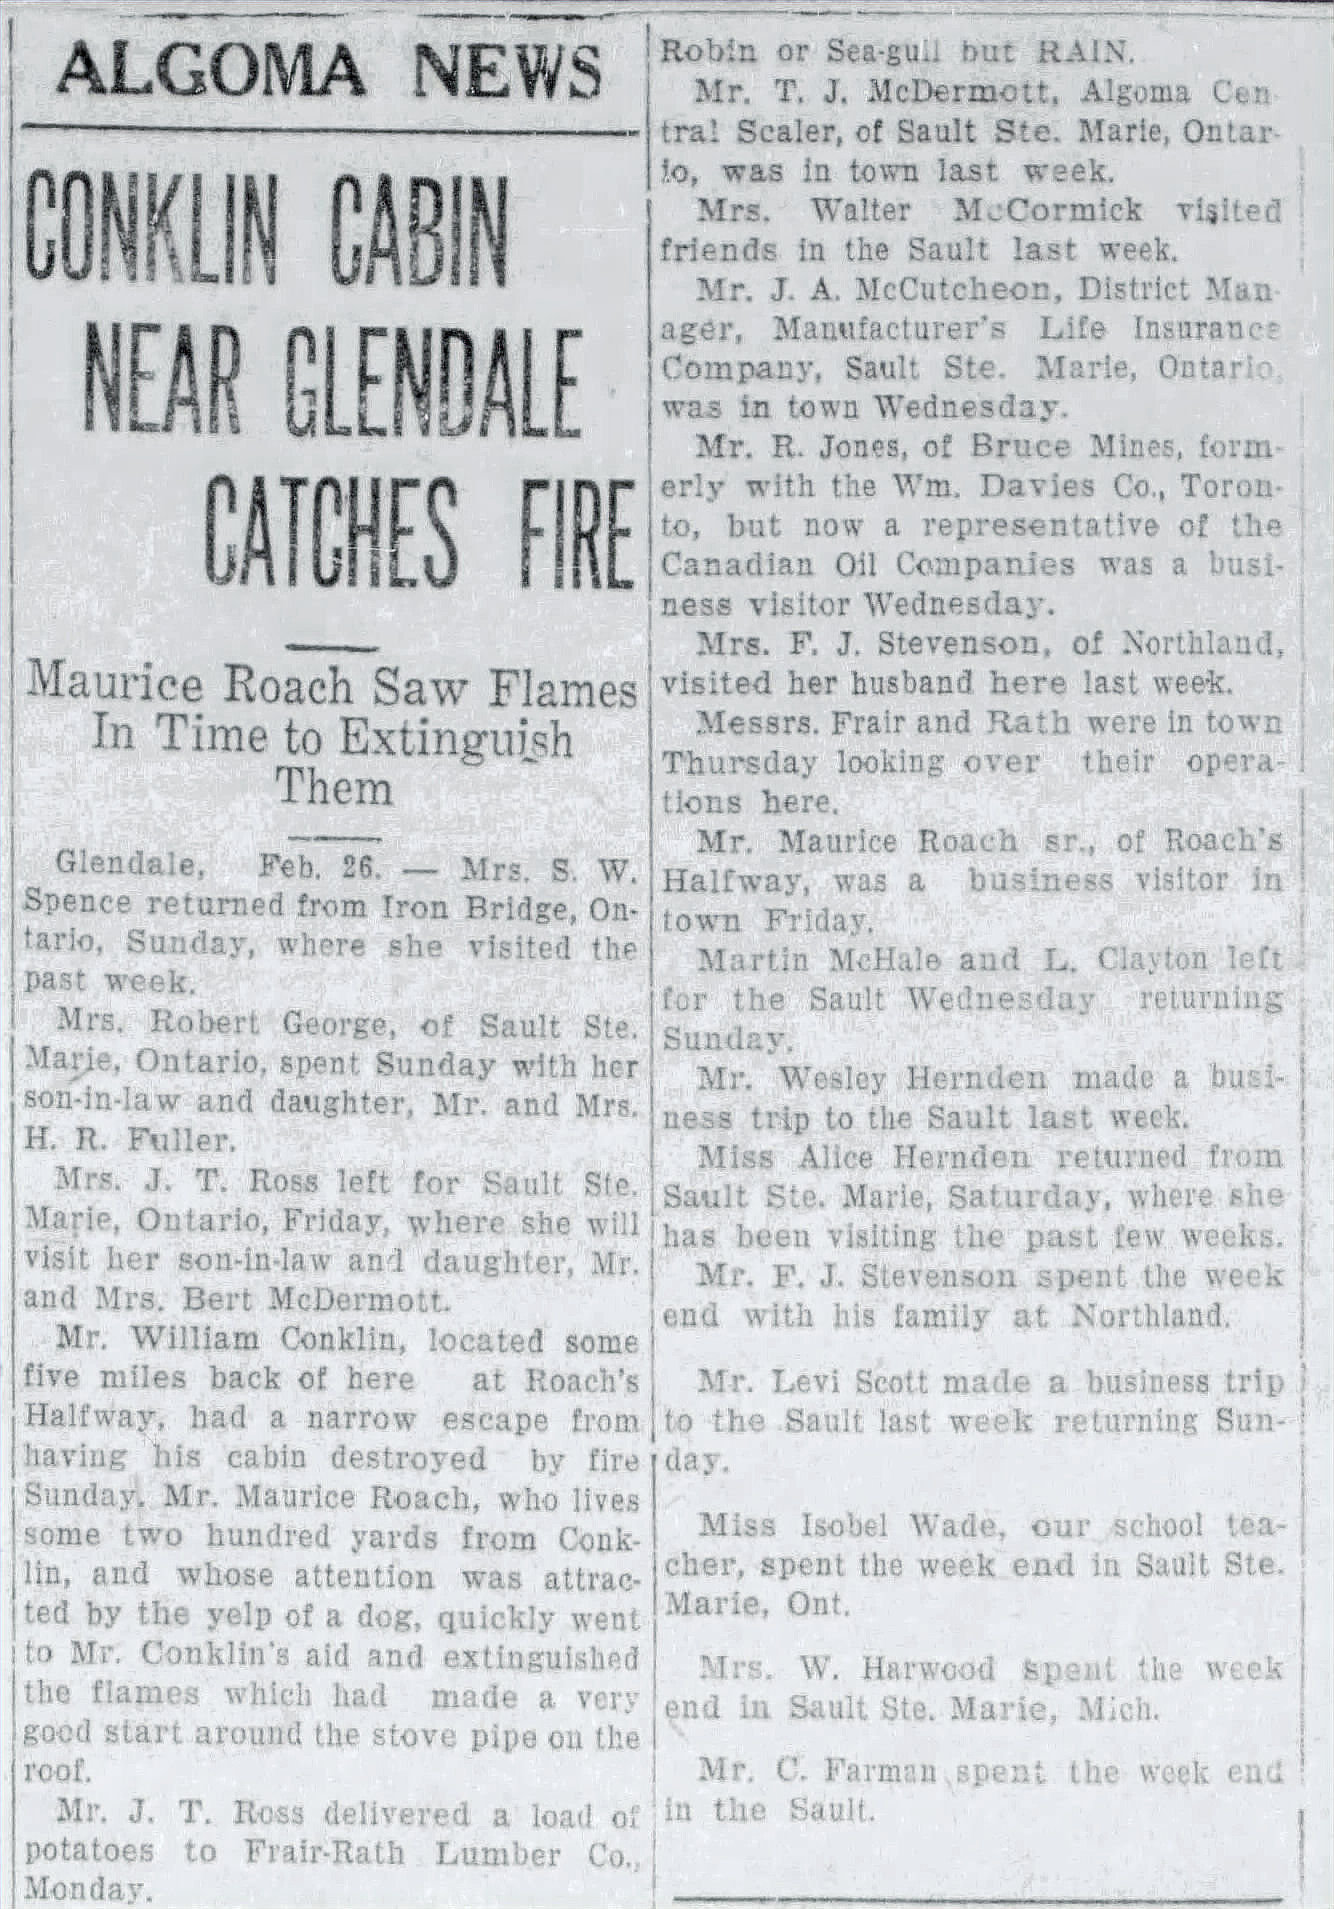 ALGOMA NEWS
CONKLIN CABIN
NEAR GLENDALE
CATCHES FIRE
Maurice Roach Saw Flames
In Time to Extinguish
Them
Glendale, Feb. 26. — Mrs. S. W.
Spence returned from Iron Bridge, On-
tario, Sunday, where she visited the
past week.
Mrs. Robert George, of Sault Ste.
Marie, Ontario, spent Sunday with her
son-in-law and daughter, Mr. and Mrs.
H. R. Fuller.
Mrs. J. T. Ross left for Sault Ste.
Marie, Ontario, Friday, where she will
visit her son-in-law and daughter, Mr.
and Mrs. Bert McDermott.
Mr. William Conklin, located some
five miles back of here at Roach's
Halfway, had a narrow escape from
having his cabin destroyed by fire
Sunday. Mr. Maurice Roach, who lives
some two hundred yards from Conk-
lin, and whose attention was attrac-
ted by the yelp of a dog, quickly went
to Mr. Conklin's aid and extinguished
the flames which had made a very
good start around the stove pipe on the
roof.
Mr. J. T. Ross delivered a load of
potatoes to Frair-Rath Lumber Co.,
Monday.
Robin or Sea-gull but RAIN.
Mr. T. J. McDermott, Algoma Cen-
tral Scaler, of Sault Ste. Marie, Ontar-
io, was in town last week.
Mrs. Walter McCormick visited
friends in the Sault last week.
Mr. J. A. McCutcheon, District Man-
ager, Manufacturer's Life Insurance
Company, Sault Ste. Marie, Ontario,
was in town Wednesday.
Mr. R. Jones, of Bruce Mines, form-
erly with the Wm. Davies Co., Toron-
to, but now a representative of the
Canadian Oil Companies was a busi-
ness visitor Wednesday.
Mrs. F. J. Stevenson, of Northland,
visited her husband here last week.
Messrs. Frair and Rath were in town
Thursday looking over their opera-
tions here.
Mr. Maurice Roach sr., of Roach's
Halfway, was a business visitor in
town Friday.
Martin McHale and L. Clayton left
for the Sault Wednesday returning
Sunday.
Mr. Wesley Hernden made a busi-
ness trip to the Sault last week.
Miss Alice Hernden returned from
Sault Ste. Marie, Saturday, where she
has been visiting the past few weeks.
Mr. F. J. Stevenson spent the week
end with his family at Northland.
Mr. Levi Scott made a business trip
to the Sault last week returning Sun-
day.
Miss Isobel Wade, our school tea-
cher, spent the week end in Sault Ste.
Marie, Ont.
Mrs. W. Harwood spent the week
end in Sault Ste. Marie, Mich.
Mr. C. Farman spent the week end
in the Sault.